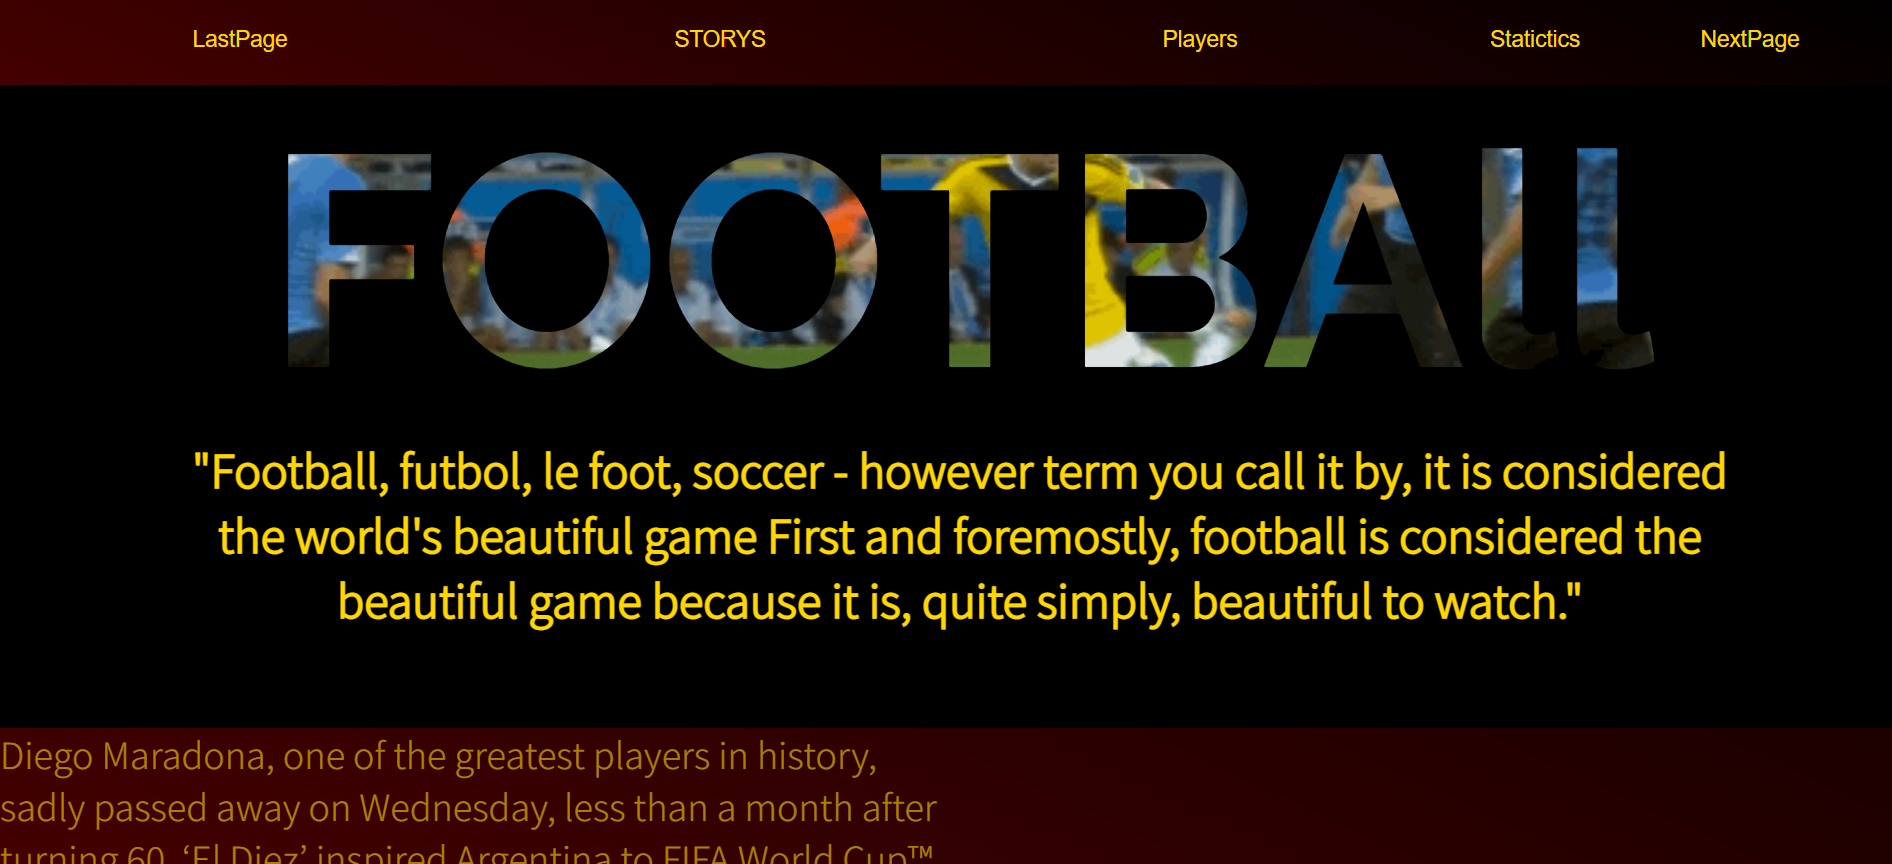 LastPage STORYS Players Statictics NextPage
FOOTBAll
"Football, futbol, le foot, soccer - however term you call it by, it is considered
the world's beautiful game First and foremostly, football is considered the
beautiful game because it is, quite simply, beautiful to watch."
Diego Maradona, one of the greatest players in history,
sadly passed away on Wednesday, less than a month after
turning 60. ‘El Diez’ inspired Argentina to FIFA World Cup™